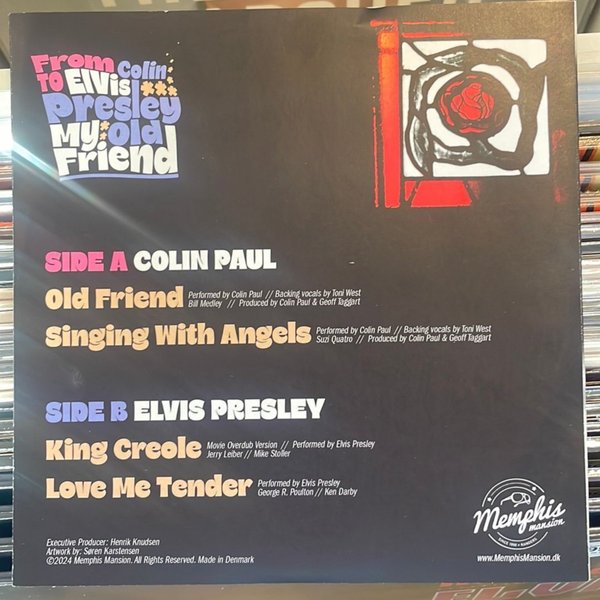 From Colin
TO ELVis
Presley
My old
Friend
SIDE A COLIN PAUL
Old Friend Performed by Colin Paul // Backing vocals by Toni West
Bill Medley // Produced by Colin Paul & Geoff Taggart
Singing With Angels Performed by Colin Paul // Backing vocals by Toni West
Suzi Quatro // Produced by Colin Paul & Geoff Taggart
SIDE B ELVIS PRESLEY
King Creole Movie Overdub Version // Performed by Elvis Presley
Jerry Leiber // Mike Stoller
Love Me Tender Performed by Elvis Presley
George R. Poulton // Ken Darby
Executive Producer: Henrik Knudsen
Artwork by: Søren Karstensen
©2024 Memphis Mansion. All Rights Reserved. Made in Denmark
Memphis
mansion
RANDERS
www.MemphisMansion.dk